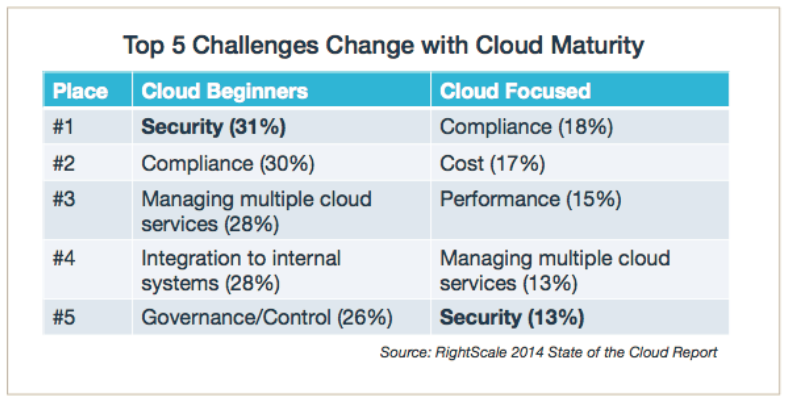 Top 5 Challenges Change with Cloud Maturity
Place Cloud Beginners Cloud Focused
#1 Security (31%) Compliance (18%)
#2 Compliance (30%) Cost (17%)
#3 Managing multiple cloud Performance (15%)
services (28%)
#4 Integration to internal Managing multiple cloud
systems (28%) services (13%)
#5 Governance/Control (26%) Security (13%)
Source: RightScale 2014 State of the Cloud Report